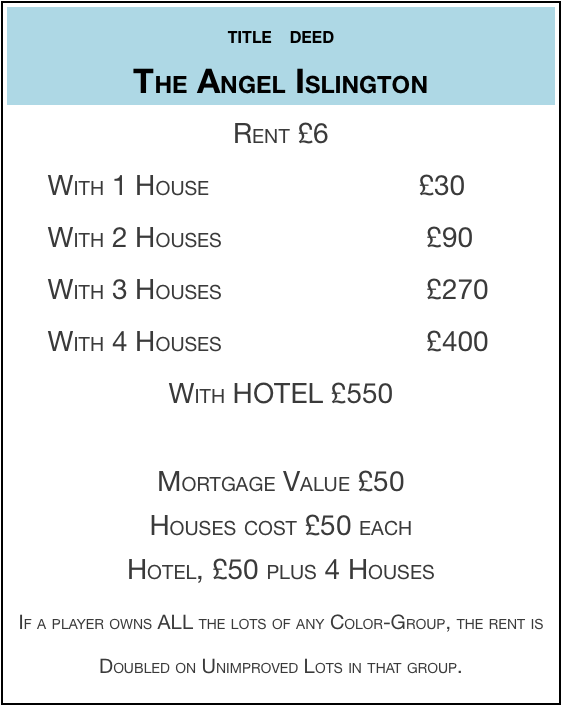 TITLE DEED
The Angel Islington
Rent £6
With 1 House £30
With 2 Houses £90
With 3 Houses £270
With 4 Houses £400
With HOTEL £550
Mortgage Value £50
Houses cost £50 each
Hotel, £50 plus 4 Houses
If a player owns ALL the lots of any Color-Group, the rent is
Doubled on Unimproved Lots in that group.